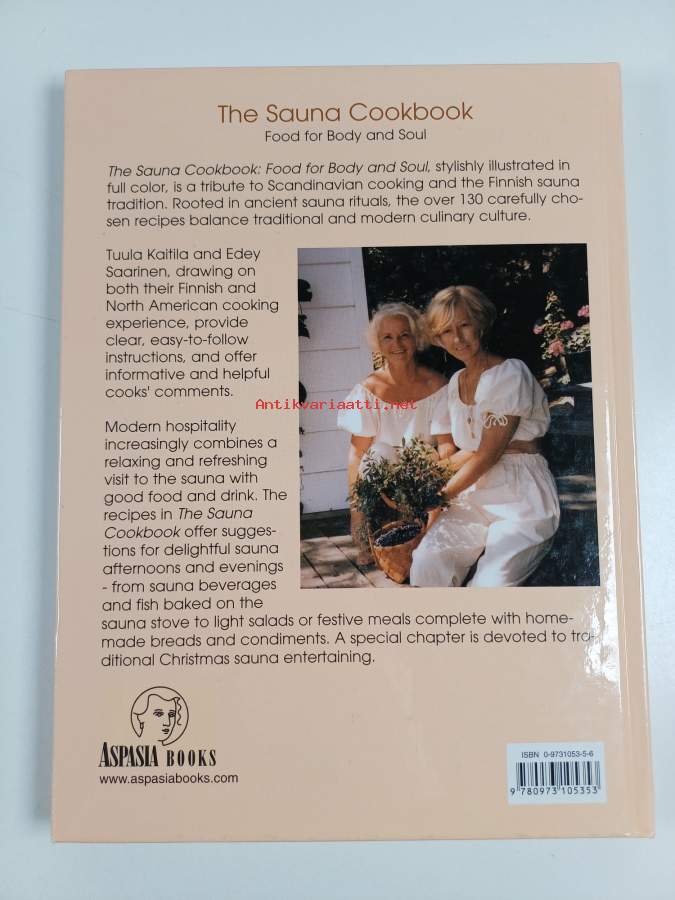 The Sauna Cookbook
Food for Body and Soul
The Sauna Cookbook: Food for Body and Soul, stylishly illustrated in
full color, is a tribute to Scandinavian cooking and the Finnish sauna
tradition. Rooted in ancient sauna rituals, the over 130 carefully cho-
sen recipes balance traditional and modern culinary culture.
Tuula Kaitila and Edey
Saarinen, drawing on
both their Finnish and
North American cooking
experience, provide
clear, easy-to-follow
instructions, and offer
informative and helpful
cooks' comments.
Antikvariaatti.net
Modern hospitality
increasingly combines a
relaxing and refreshing
visit to the sauna with
good food and drink. The
recipes in The Sauna
Cookbook offer sugges-
tions for delightful sauna
afternoons and evenings
- from sauna beverages
and fish baked on the
sauna stove to light salads or festive meals complete with home-
made breads and condiments. A special chapter is devoted to tra-
ditional Christmas sauna entertaining.
ASPASIA BOOKS
www.aspasiabooks.com
ISBN 0-9731053-5-6
9 780973 105353